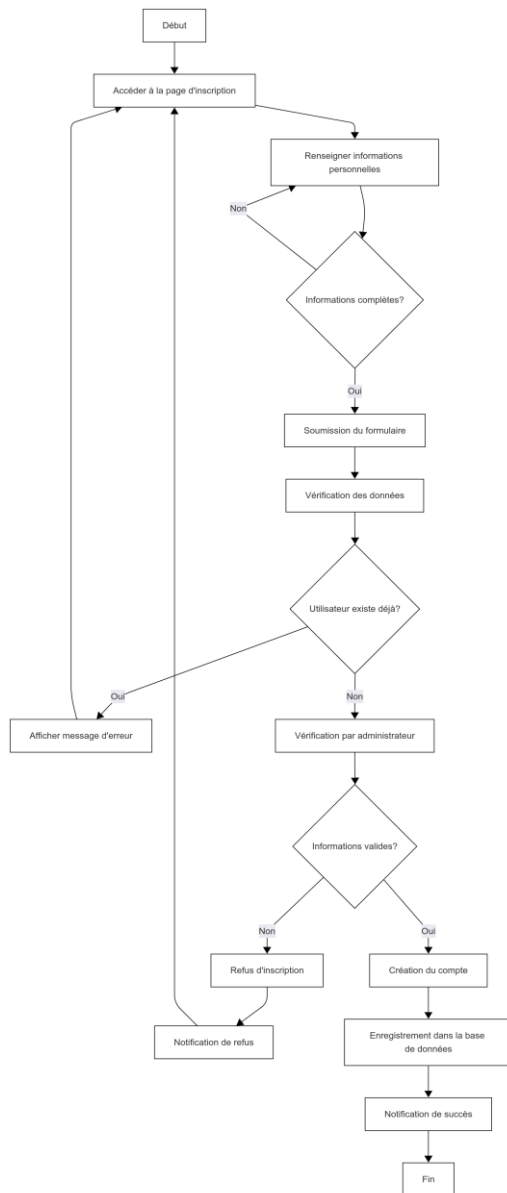 Début
Accéder à la page d'inscription
Renseigner informations
personnelles
Non
Informations complètes?
Oui
Soumission du formulaire
Vérification des données
Utilisateur existe déjà?
Oui
Non
Afficher message d'erreur
Vérification par administrateur
Informations valides?
Non
Oui
Refus d'inscription
Création du compte
Notification de refus
Enregistrement dans la base
de données
Notification de succès
Fin